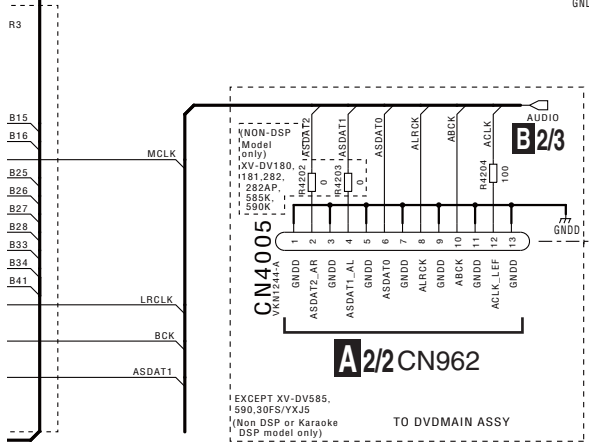 GND
R3
B15
B16
B25
B26
B27
B28
B33
B34
B41
MCLK
LRCLK
BCK
ASDAT1
(NON-DSP
Model
only)
XV-DV180,
181,282,
282AP,
585K,
590K
ASDAT2
ASDAT1
ASDAT0
ALRCK
ABCK
ACLK
AUDIO
B 2/3
R4202
0
R4203
0
R4204
100
GNDD
CN4005
VKN1244-A
1 2 3 4 5 6 7 8 9 10 11 12 13
GNDD
ASDAT2_AR
GNDD
ASDAT1_AL
GNDD
ASDAT0
GNDD
ALRCK
GNDD
ABCK
GNDD
ACLK_LEF
GNDD
A 2/2 CN962
EXCEPT XV-DV585,
590,30FS/YXJ5
(Non DSP or Karaoke
DSP model only)
TO DVDMAIN ASSY